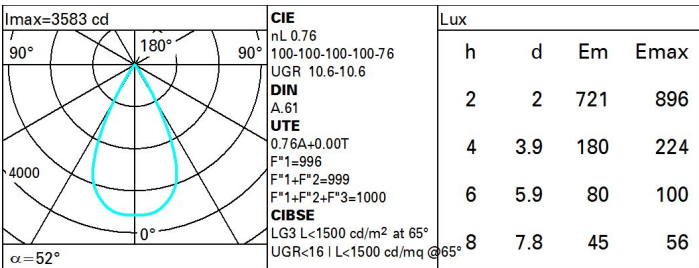 Imax=3583 cd
90°
180°
90°
4000
0°
α=52°
CIE
nL 0.76
100-100-100-100-76
UGR 10.6-10.6
DIN
A.61
UTE
0.76A+0.00T
F"1=996
F"1+F"2=999
F"1+F"2+F"3=1000
CIBSE
LG3 L<1500 cd/m² at 65°
UGR<16 | L<1500 cd/mq @65°
Lux
h d Em Emax
2 2 721 896
4 3.9 180 224
6 5.9 80 100
8 7.8 45 56